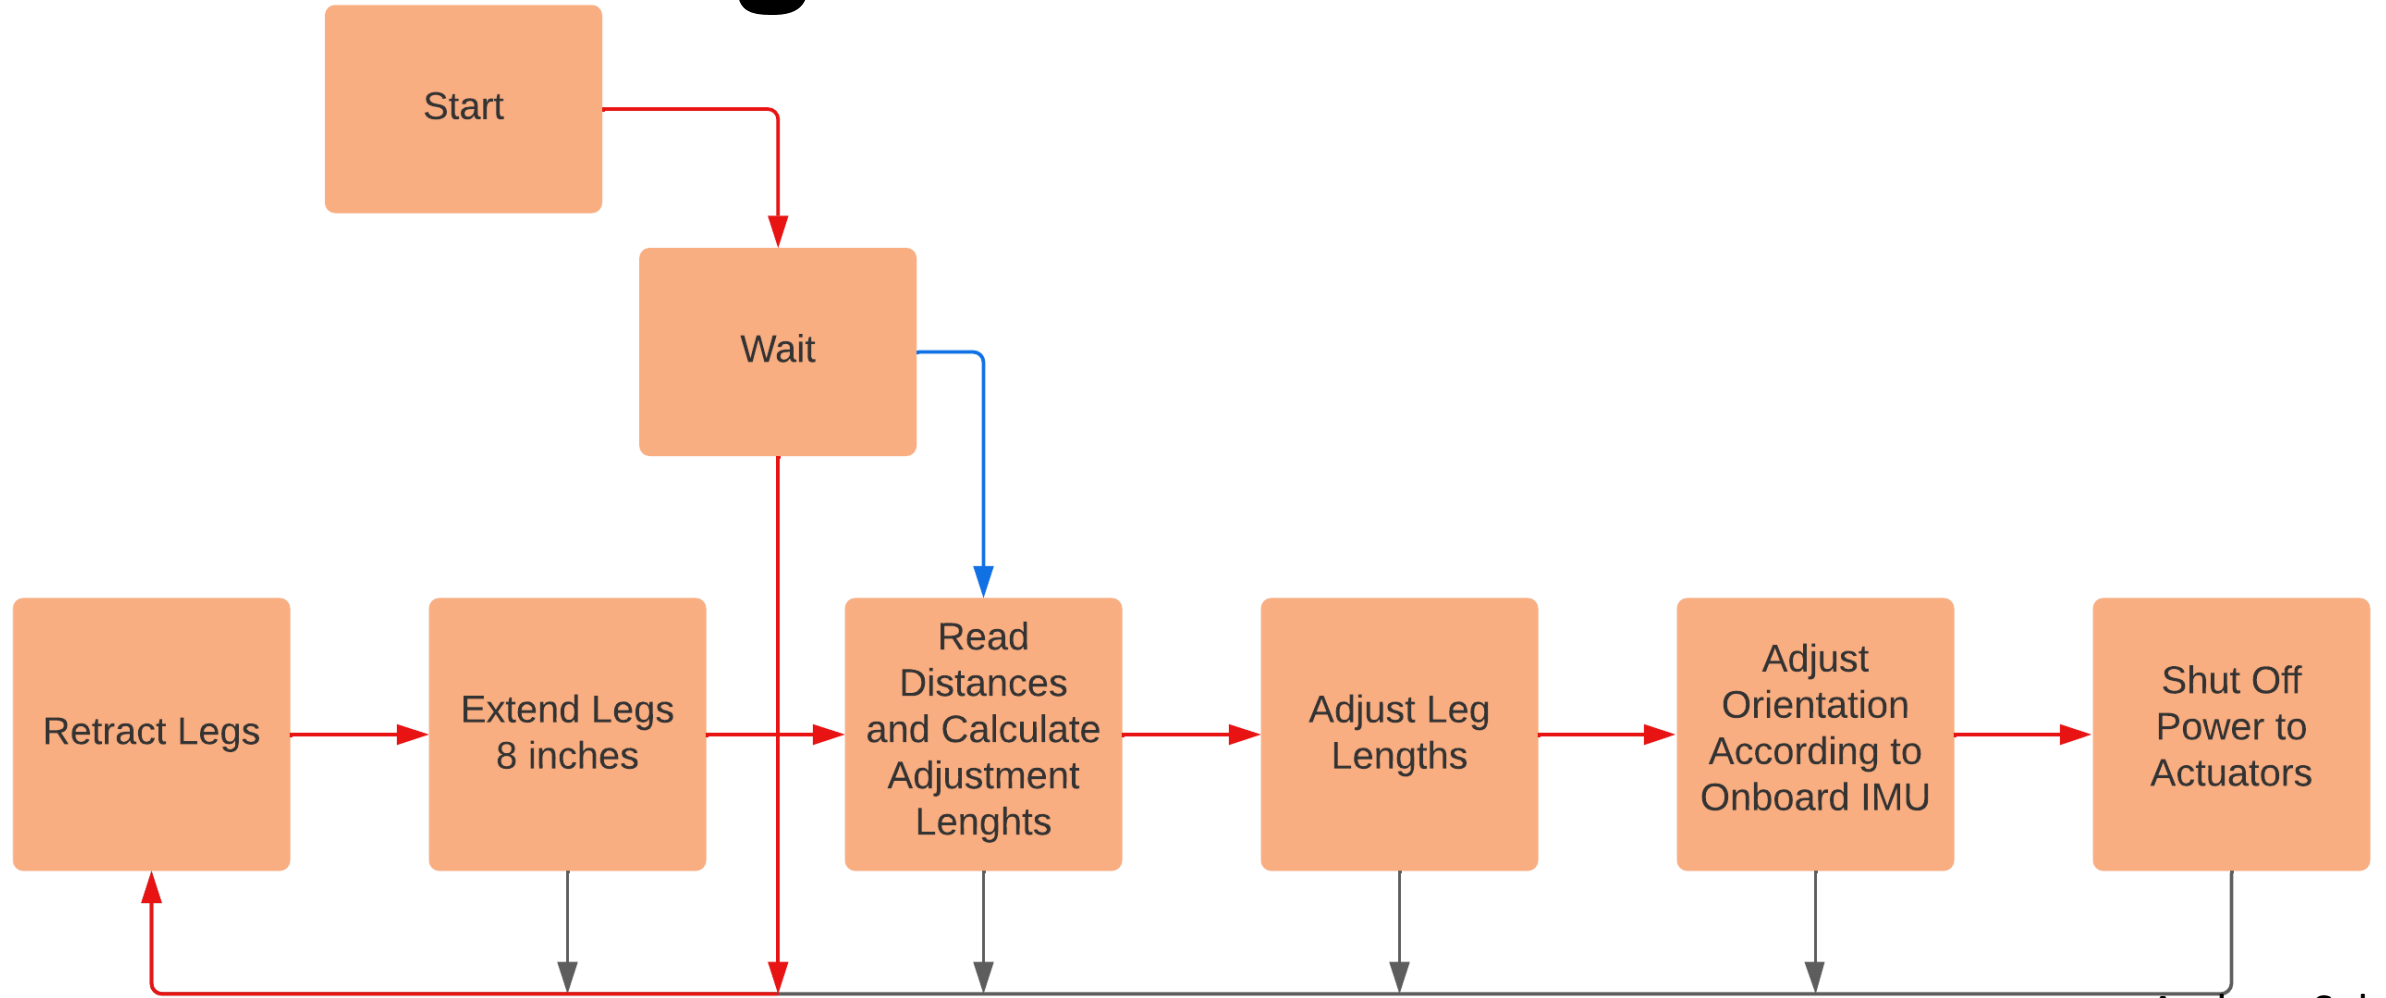 Start
Wait
Retract Legs
Extend Legs
8 inches
Read
Distances
and Calculate
Adjustment
Lenghts
Adjust Leg
Lengths
Adjust
Orientation
According to
Onboard IMU
Shut Off
Power to
Actuators